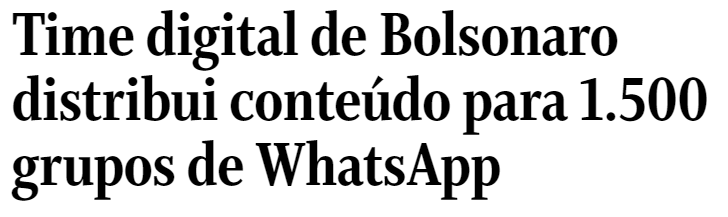 Time digital de Bolsonaro
distribui conteúdo para 1.500
grupos de WhatsApp